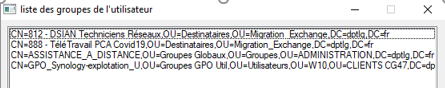 liste des groupes de l'utilisateur
CN=812 - DSIAN Techniciens Réseaux,OU=Destinataires,OU=Migration_Exchange,DC=dptlg,DC=fr
CN=888 - TéléTravail PCA Covid19,OU=Destinataires,OU=Migration_Exchange,DC=dptlg,DC=fr
CN=ASSISTANCE_A_DISTANCE,OU=Groupes Globaux,OU=Groupes,OU=ADMINISTRATION,DC=dptlg,DC=fr
CN=GPO_Synology-explotation_U,OU=Groupes GPO Util,OU=Utilisateurs,OU=W10,OU=CLIENTS CG47,DC=dp